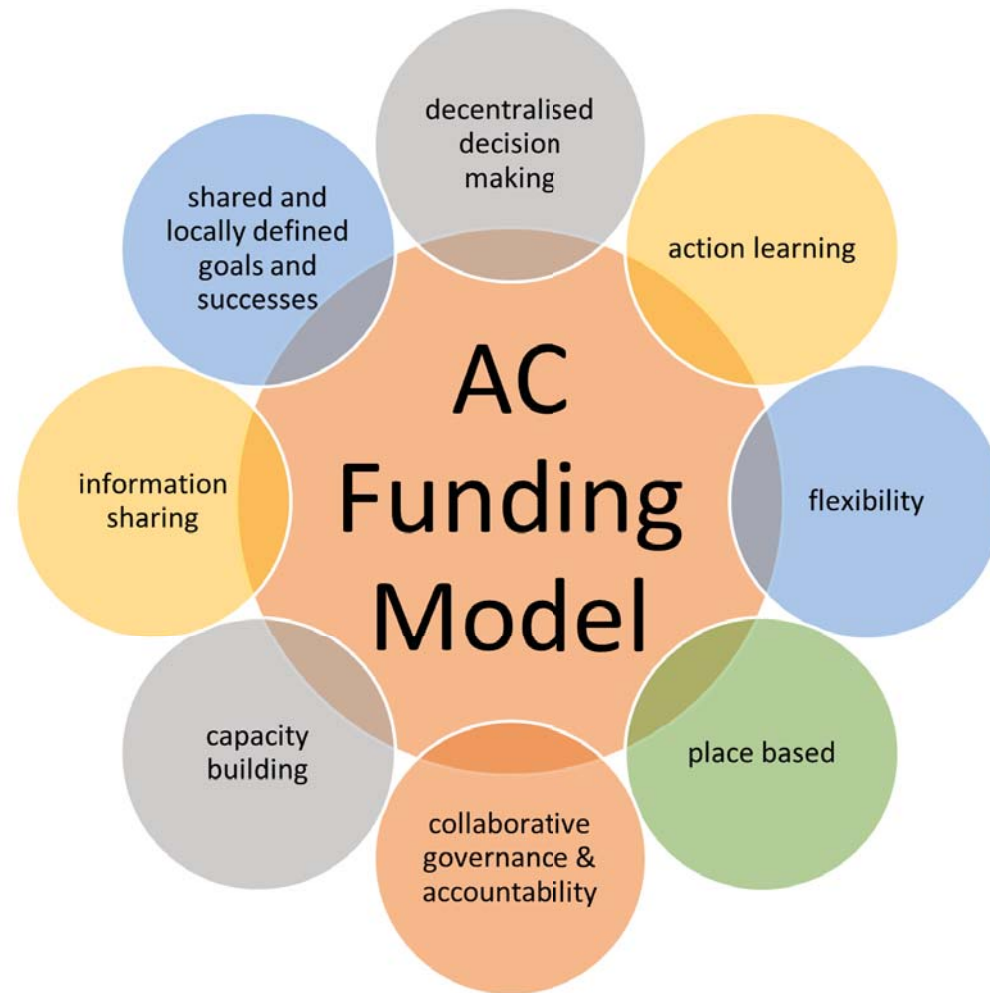 decentralised
decision
making
action learning
flexibility
place based
collaborative
governance &
accountability
capacity
building
information
sharing
shared and
locally defined
goals and
successes
AC
Funding
Model